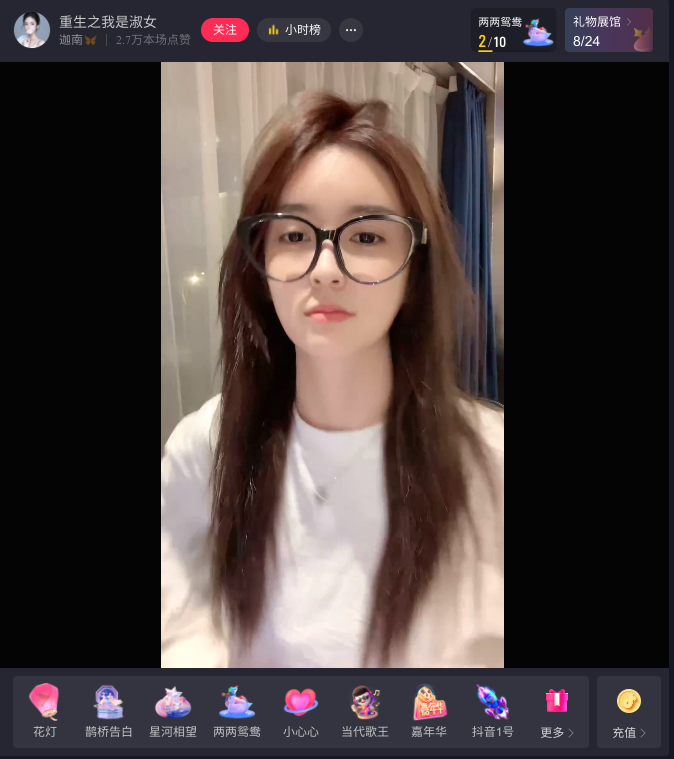 重生之我是淑女
迦南 | 2.7万本场点赞
关注
小时榜
两两鸳鸯
2/10
礼物展馆
8/24
花灯
鹊桥告白
星河相望
两两鸳鸯
小心心
当代歌王
嘉年华
嘉年华
抖音1号
更多
充值